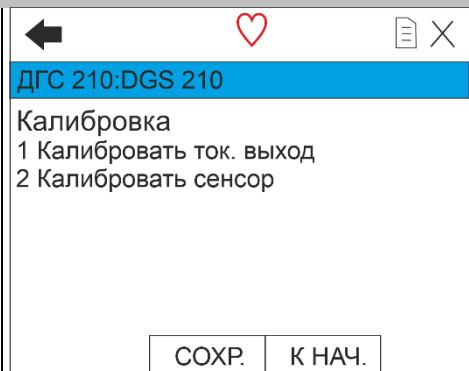 ДГС 210:DGS 210
Калибровка
1 Калибровать ток. выход
2 Калибровать сенсор
СОХР. К НАЧ.